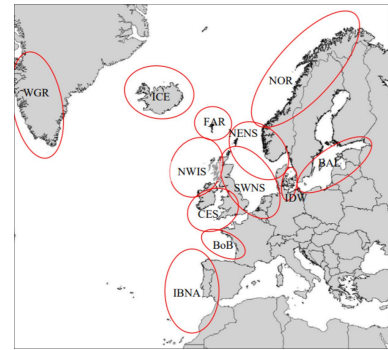 NOR
WGR
ICE
FAR
NENS
NWIS
BAL
SWNS
IDW
CES
BoB
IBNA